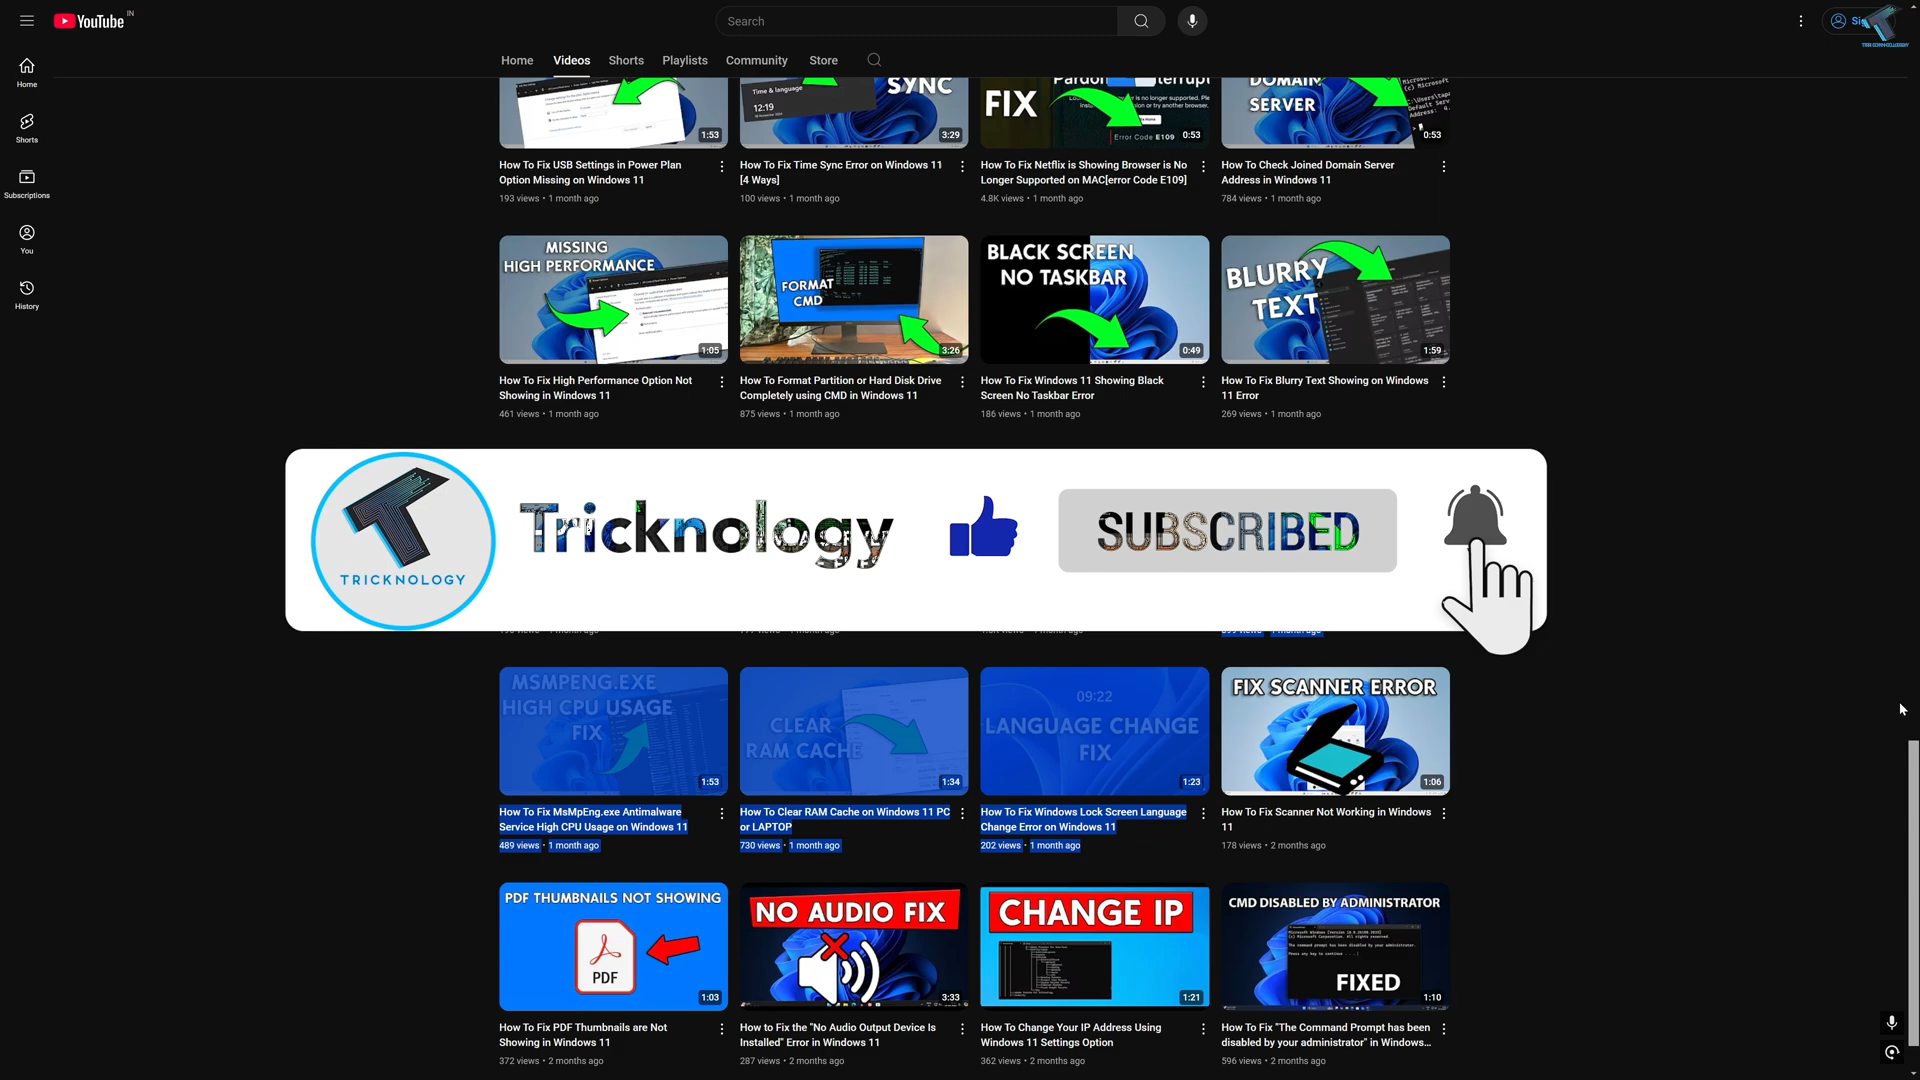 YouTube
IN
Search
Home
Videos
Shorts
Playlists
Community
Store
Home
Shorts
Subscriptions
You
History
1:53
Time & language
12:19
SYNC
3:29
FIX
Error Code E109
0:53
DOMAIN
SERVER
0:53
How To Fix USB Settings in Power Plan
Option Missing on Windows 11
193 views • 1 month ago
How To Fix Time Sync Error on Windows 11
[4 Ways]
100 views • 1 month ago
How To Fix Netflix is Showing Browser is No
Longer Supported on MAC[error Code E109]
4.8K views • 1 month ago
How To Check Joined Domain Server
Address in Windows 11
784 views • 1 month ago
MISSING
HIGH PERFORMANCE
1:05
FORMAT
CMD
3:26
BLACK SCREEN
NO TASKBAR
0:49
BLURRY
TEXT
1:59
How To Fix High Performance Option Not
Showing in Windows 11
461 views • 1 month ago
How To Format Partition or Hard Disk Drive
Completely using CMD in Windows 11
875 views • 1 month ago
How To Fix Windows 11 Showing Black
Screen No Taskbar Error
186 views • 1 month ago
How To Fix Blurry Text Showing on Windows
11 Error
269 views • 1 month ago
TRICKNOLOGY
Tricknology
SUBSCRIBED
MSMPENG.EXE
HIGH CPU USAGE
FIX
1:53
CLEAR
RAM CACHE
1:34
09:22
LANGUAGE CHANGE
FIX
1:23
FIX SCANNER ERROR
1:06
How To Fix MsMpEng.exe Antimalware
Service High CPU Usage on Windows 11
489 views • 1 month ago
How To Clear RAM Cache on Windows 11 PC
or LAPTOP
730 views • 1 month ago
How To Fix Windows Lock Screen Language
Change Error on Windows 11
202 views • 1 month ago
How To Fix Scanner Not Working in Windows
11
178 views • 2 months ago
PDF THUMBNAILS NOT SHOWING
PDF
1:03
NO AUDIO FIX
3:33
CHANGE IP
1:21
CMD DISABLED BY ADMINISTRATOR
FIXED
1:10
How To Fix PDF Thumbnails are Not
Showing in Windows 11
372 views • 2 months ago
How to Fix the "No Audio Output Device Is
Installed" Error in Windows 11
287 views • 2 months ago
How To Change Your IP Address Using
Windows 11 Settings Option
362 views • 2 months ago
How To Fix "The Command Prompt has been
disabled by your administrator" in Windows...
596 views • 2 months ago